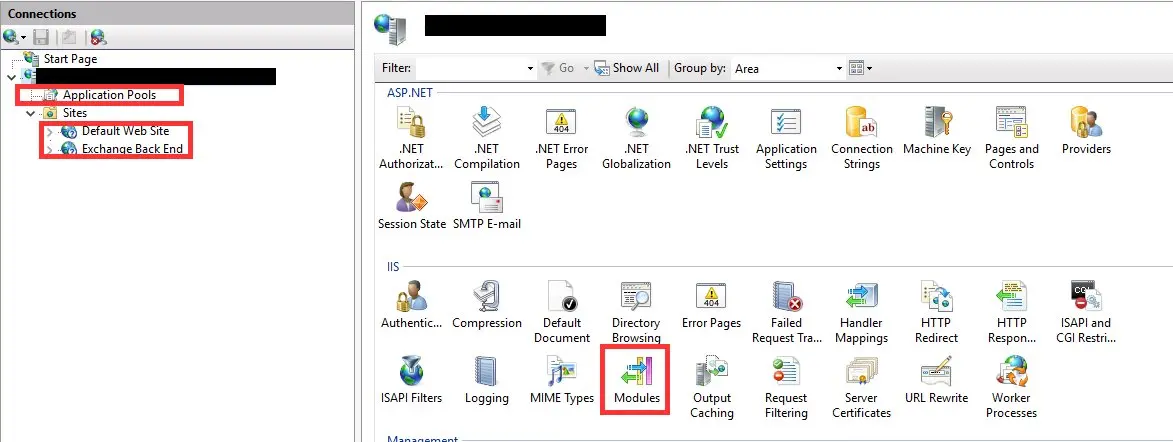 Connections
Start Page
Application Pools
Sites
Default Web Site
Exchange Back End
Filter: Go Show All Group by: Area
ASP.NET
.NET Authorizat... .NET Compilation .NET Error Pages .NET Globalization .NET Trust Levels Application Settings Connection Strings Machine Key Pages and Controls Providers
Session State SMTP E-mail
IIS
Authentic... Compression Default Document Directory Browsing Error Pages Failed Request Tra... Handler Mappings HTTP Redirect HTTP Respon... ISAPI and CGI Restri...
ISAPI Filters Logging MIME Types Modules Output Caching Request Filtering Server Certificates URL Rewrite Worker Processes
Management